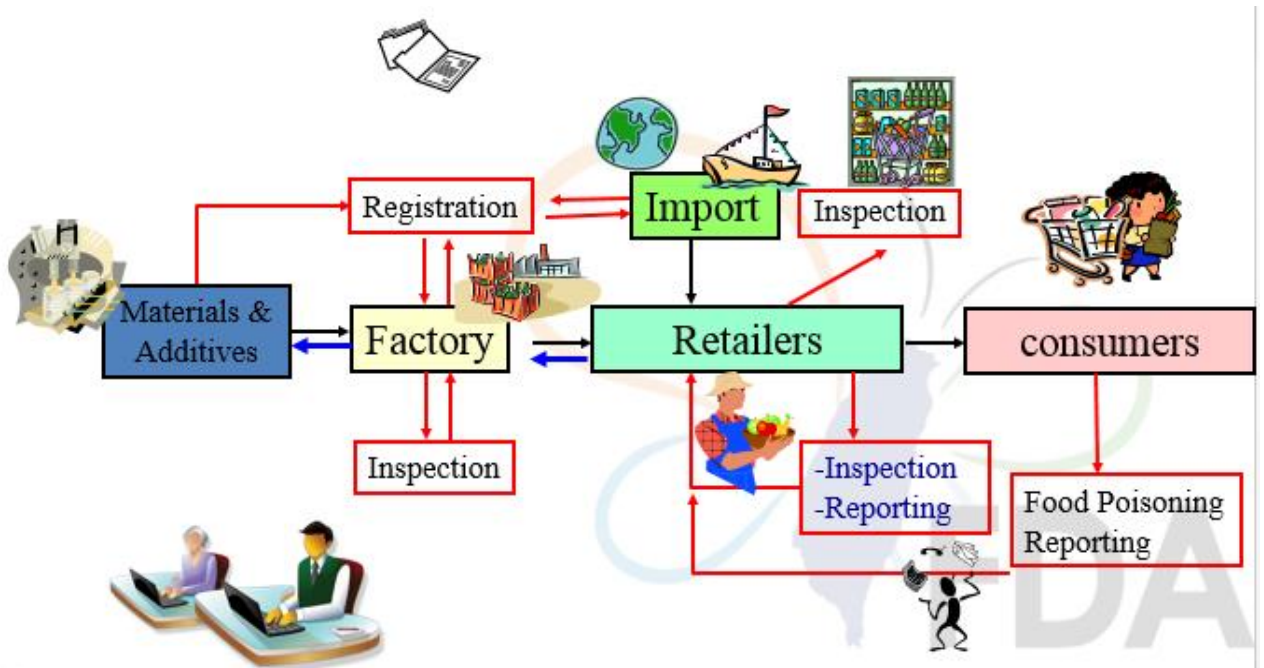 Registration
Import
Inspection
Materials &
Additives
Factory
Retailers
consumers
Inspection
-Inspection
-Reporting
Food Poisoning
Reporting
FDA